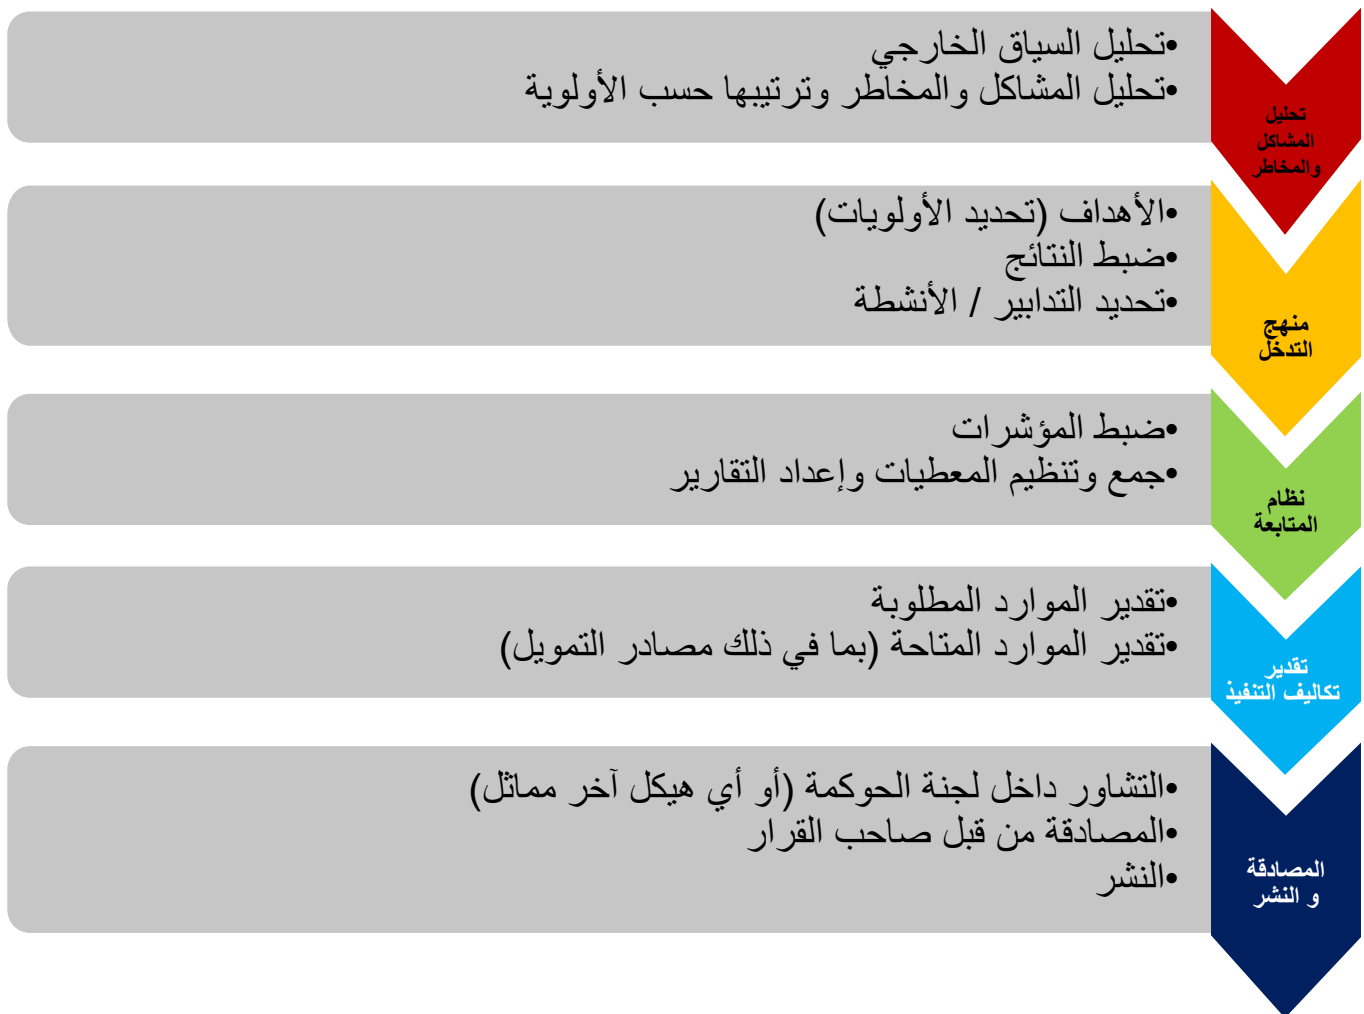 تحليل
المشاكل
والمخاطر
•تحليل السياق الخارجي
•تحليل المشاكل والمخاطر وترتيبها حسب الأولوية
منهج
التدخل
•الأهداف (تحديد الأولويات)
•ضبط النتائج
•تحديد التدابير / الأنشطة
نظام
المتابعة
•ضبط المؤشرات
•جمع وتنظيم المعطيات وإعداد التقارير
تقدير
تكاليف التنفيذ
•تقدير الموارد المطلوبة
•تقدير الموارد المتاحة (بما في ذلك مصادر التمويل)
المصادقة
و النشر
•التشاور داخل لجنة الحوكمة (أو أي هيكل آخر مماثل)
•المصادقة من قبل صاحب القرار
•النشر